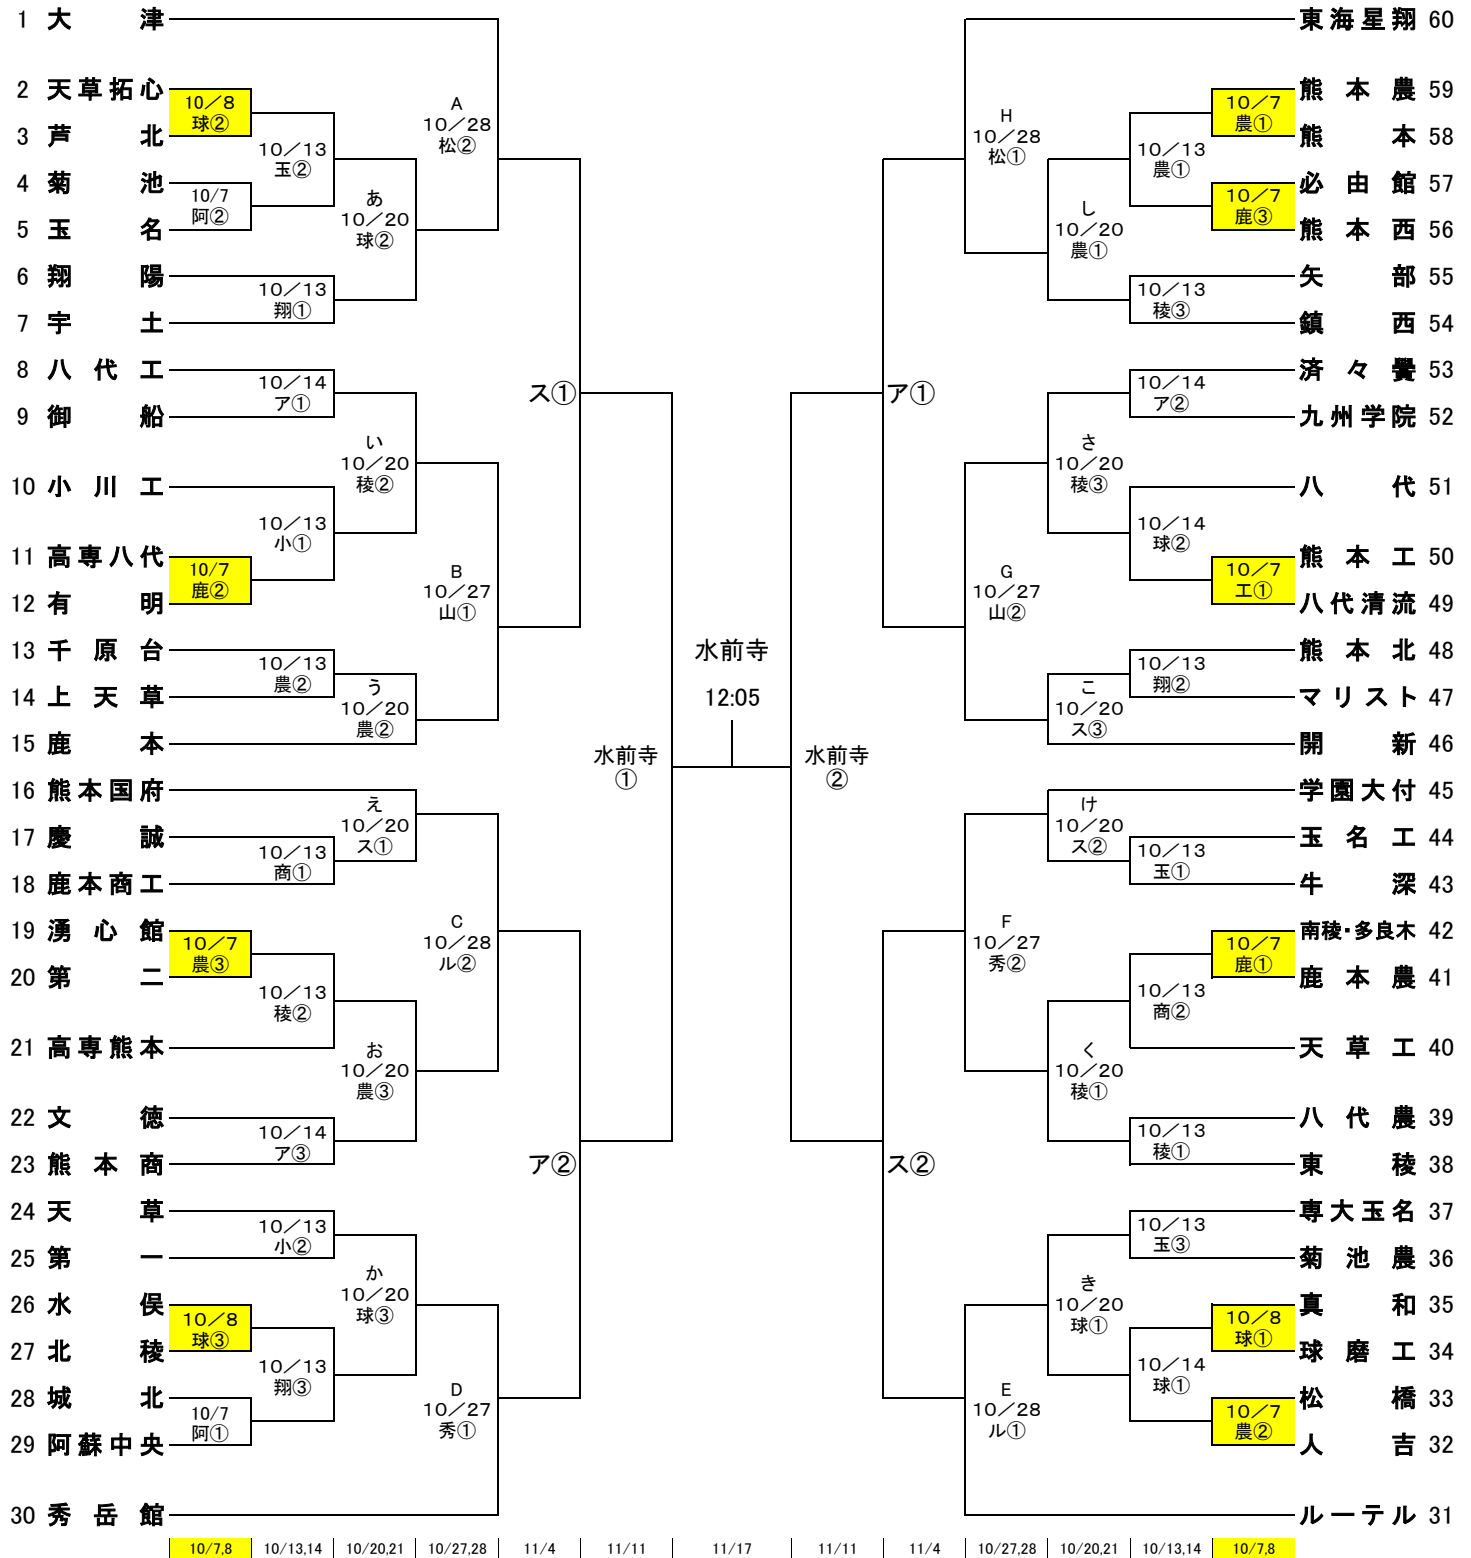 1 大津
2 天草拓心
10／8
球②
3 芦北
10／13
玉②
4 菊池
10/7
阿②
5 玉名
あ
10／20
球②
6 翔陽
10／13
翔①
7 宇土
A
10／28
松②
8 八代工
10／14
ア①
9 御船
い
10／20
稜②
10 小川工
10／13
小①
11 高専八代
10/7
鹿②
12 有明
B
10／27
山①
13 千原台
10／13
農②
14 上天草
う
10／20
農②
15 鹿本
ス①
16 熊本国府
え
10／20
ス①
17 慶誠
10／13
商①
18 鹿本商工
C
10／28
ル②
19 湧心館
10／7
農③
20 第二
10／13
稜②
21 高専熊本
お
10／20
農③
22 文徳
10／14
ア③
23 熊本商
ア②
24 天草
10／13
小②
25 第一
か
10／20
球③
26 水俣
10／8
球③
27 北稜
10／13
翔③
28 城北
10/7
阿①
29 阿蘇中央
D
10／27
秀①
30 秀岳館
水前寺
①
水前寺
12:05
水前寺
②
東海星翔 60
熊本農 59
10／7
農①
熊本 58
10／13
農①
必由館 57
10／7
鹿③
熊本西 56
し
10／20
農①
矢部 55
10／13
稜③
鎮西 54
H
10／28
松①
済々黌 53
10／14
ア②
九州学院 52
さ
10／20
稜③
八代 51
10／14
球②
熊本工 50
10／7
工①
八代清流 49
G
10／27
山②
熊本北 48
10／13
翔②
マリスト 47
こ
10／20
ス③
開新 46
ア①
学園大付 45
け
10／20
ス②
玉名工 44
10／13
玉①
牛深 43
F
10／27
秀②
南稜・多良木 42
10／7
鹿①
鹿本農 41
10／13
商②
天草工 40
く
10／20
稜①
八代農 39
10／13
稜①
東稜 38
ス②
専大玉名 37
10／13
玉③
菊池農 36
き
10／20
球①
真和 35
10／8
球①
球磨工 34
10／14
球①
松橋 33
10／7
農②
人吉 32
E
10／28
ル①
ルーテル 31
10/7,8 10/13,14 10/20,21 10/27,28 11/4 11/11 11/17 11/11 11/4 10/27,28 10/20,21 10/13,14 10/7,8